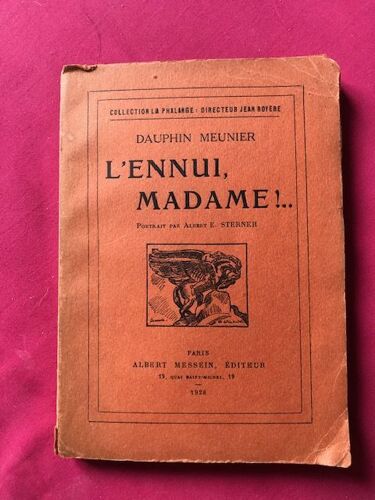 COLLECTION LA PHALANGE : DIRECTEUR JEAN ROYÈRE
DAUPHIN MEUNIER
L'ENNUI,
MADAME!..
PORTRAIT PAR ALBERT E. STERNER
PARIS
ALBERT MESSEIN, ÉDITEUR
19, QUAI SAINT-MICHEL, 19
1928